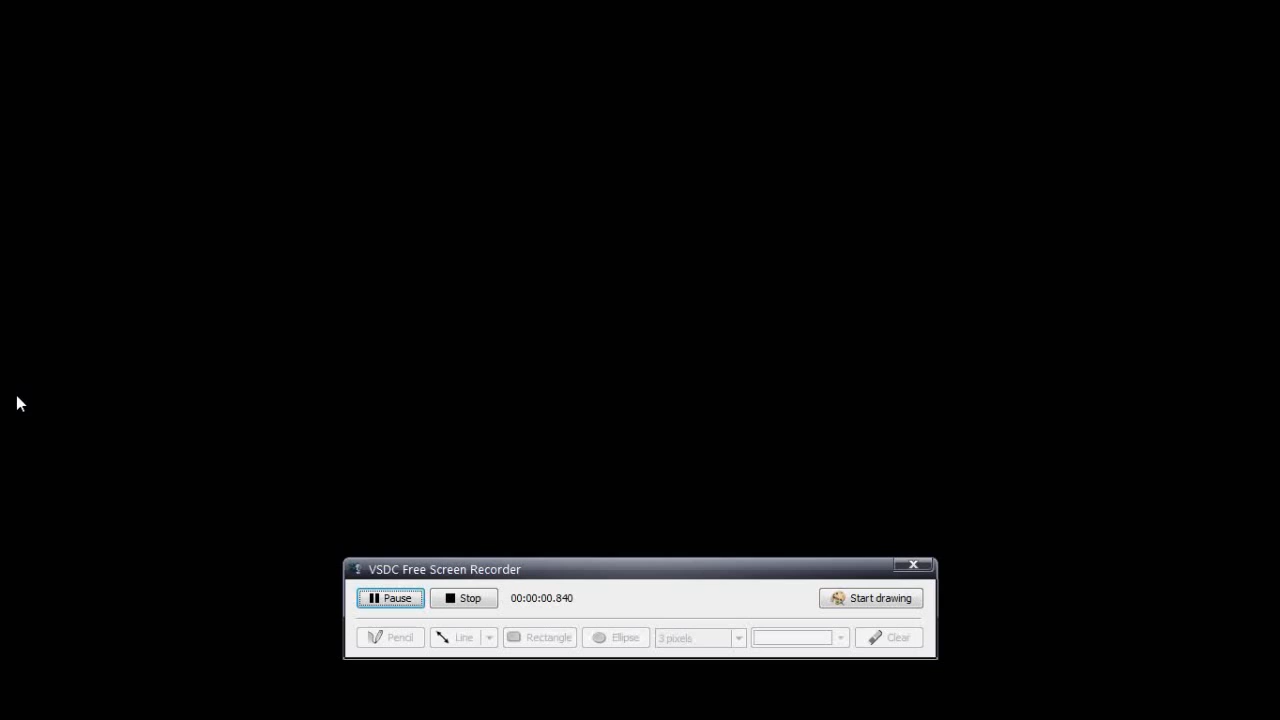 VSDC Free Screen Recorder
Pause Stop 00:00:00.840 Start drawing
Pencil Line Rectangle Ellipse 3 pixels Clear